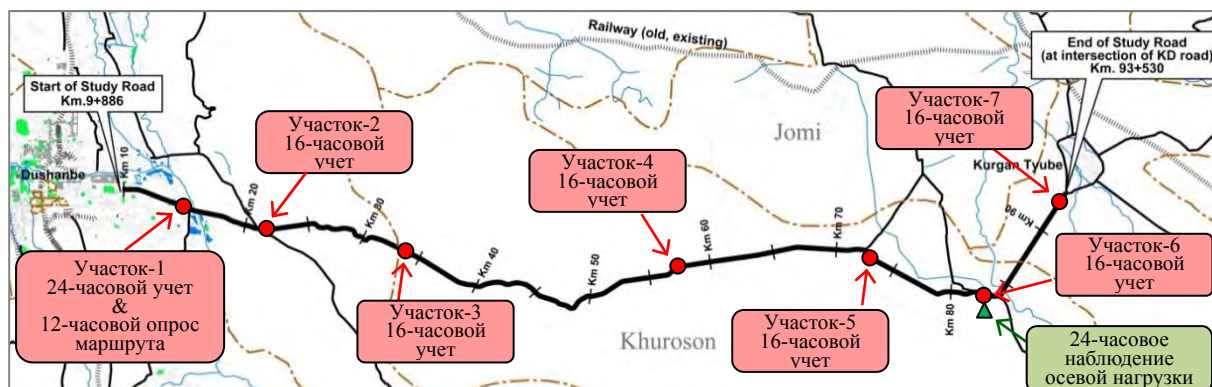 Railway (old, existing)
End of Study Road
(at intersection of KD road)
Km. 93+530
Start of Study Road
Km.9+886
Участок-7
16-часовой
учет
Участок-2
16-часовой
учет
Jomi
Участок-4
16-часовой
учет
Kurgan Tyube
Dushanbe
Km 10
Km 20
Km 30
Km 40
Km 50
Km 60
Km 70
Km 80
Km 90
Участок-1
24-часовой учет
&
12-часовой опрос
маршрута
Участок-3
16-часовой
учет
Khuroson
Участок-5
16-часовой
учет
Участок-6
16-часовой
учет
24-часовое
наблюдение
осевой нагрузки